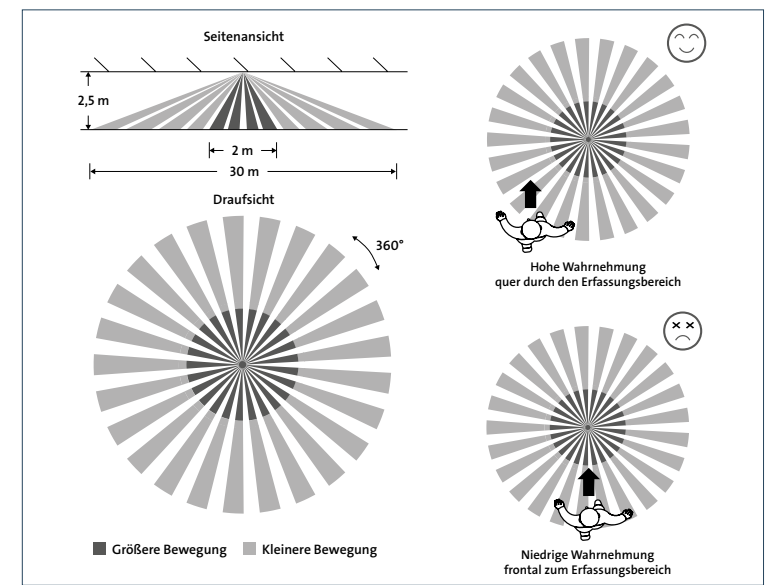 Seitenansicht
2,5 m
2 m
30 m
Draufsicht
360°
Größere Bewegung
Kleinere Bewegung
Hohe Wahrnehmung
quer durch den Erfassungsbereich
Niedrige Wahrnehmung
frontal zum Erfassungsbereich